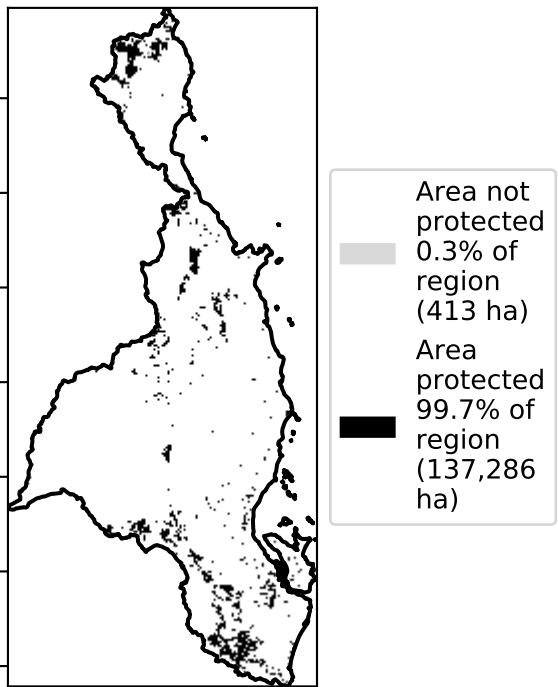 Area not
protected
0.3% of
region
(413 ha)
Area
protected
99.7% of
region
(137,286
ha)